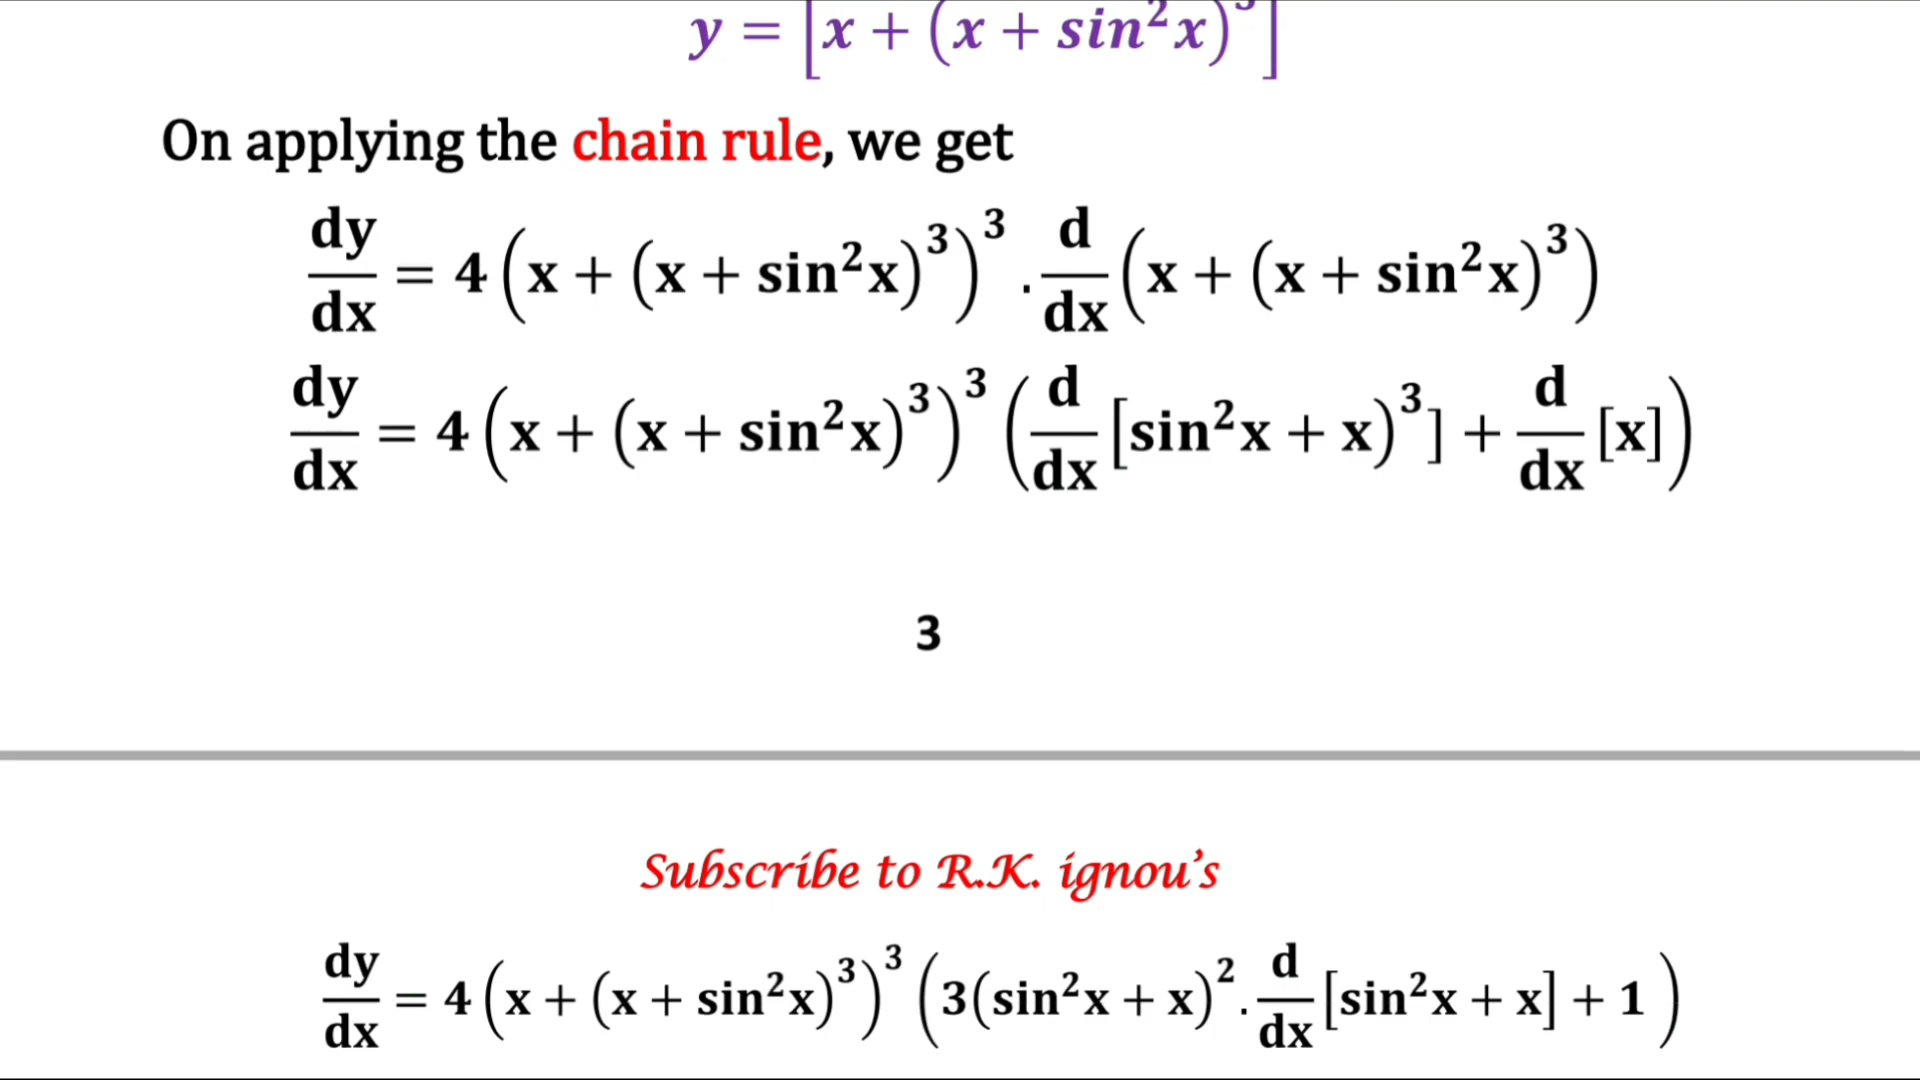 y = [x + (x + sin²x)³]
On applying the chain rule, we get
dy/dx = 4(x + (x + sin²x)³)³ . d/dx (x + (x + sin²x)³)
dy/dx = 4(x + (x + sin²x)³)³ (d/dx [sin²x + x)³] + d/dx [x])
3
Subscribe to R.K. ignou's
dy/dx = 4(x + (x + sin²x)³)³ (3(sin²x + x)² . d/dx [sin²x + x] + 1 )